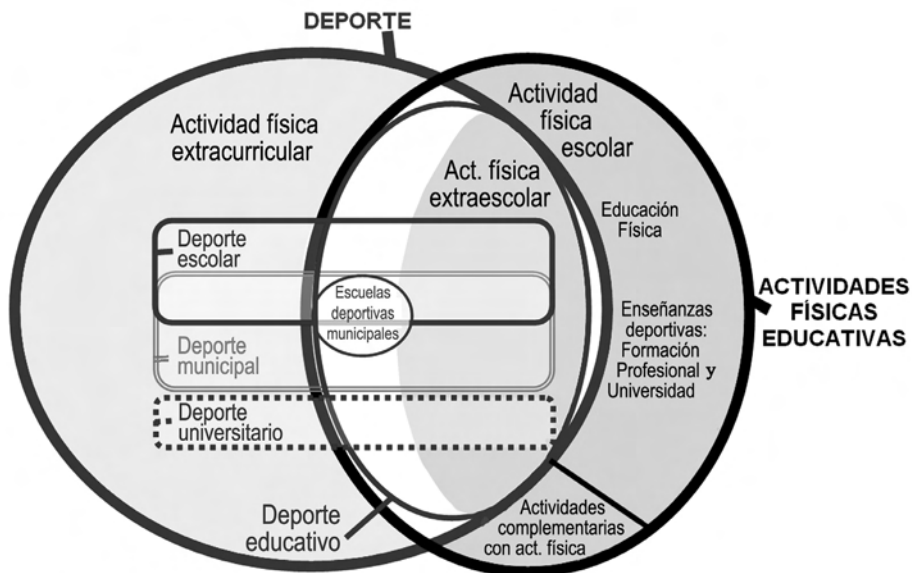 DEPORTE
Actividad física
extracurricular
Actividad
física
escolar
Act. física
extraescolar
Educación
Física
Deporte
escolar
Escuelas
deportivas
municipales
ACTIVIDADES
FÍSICAS
EDUCATIVAS
Enseñanzas
deportivas:
Formación
Profesional y
Universidad
Deporte
municipal
Deporte
universitario
Deporte
educativo
Actividades
complementarias
con act. física